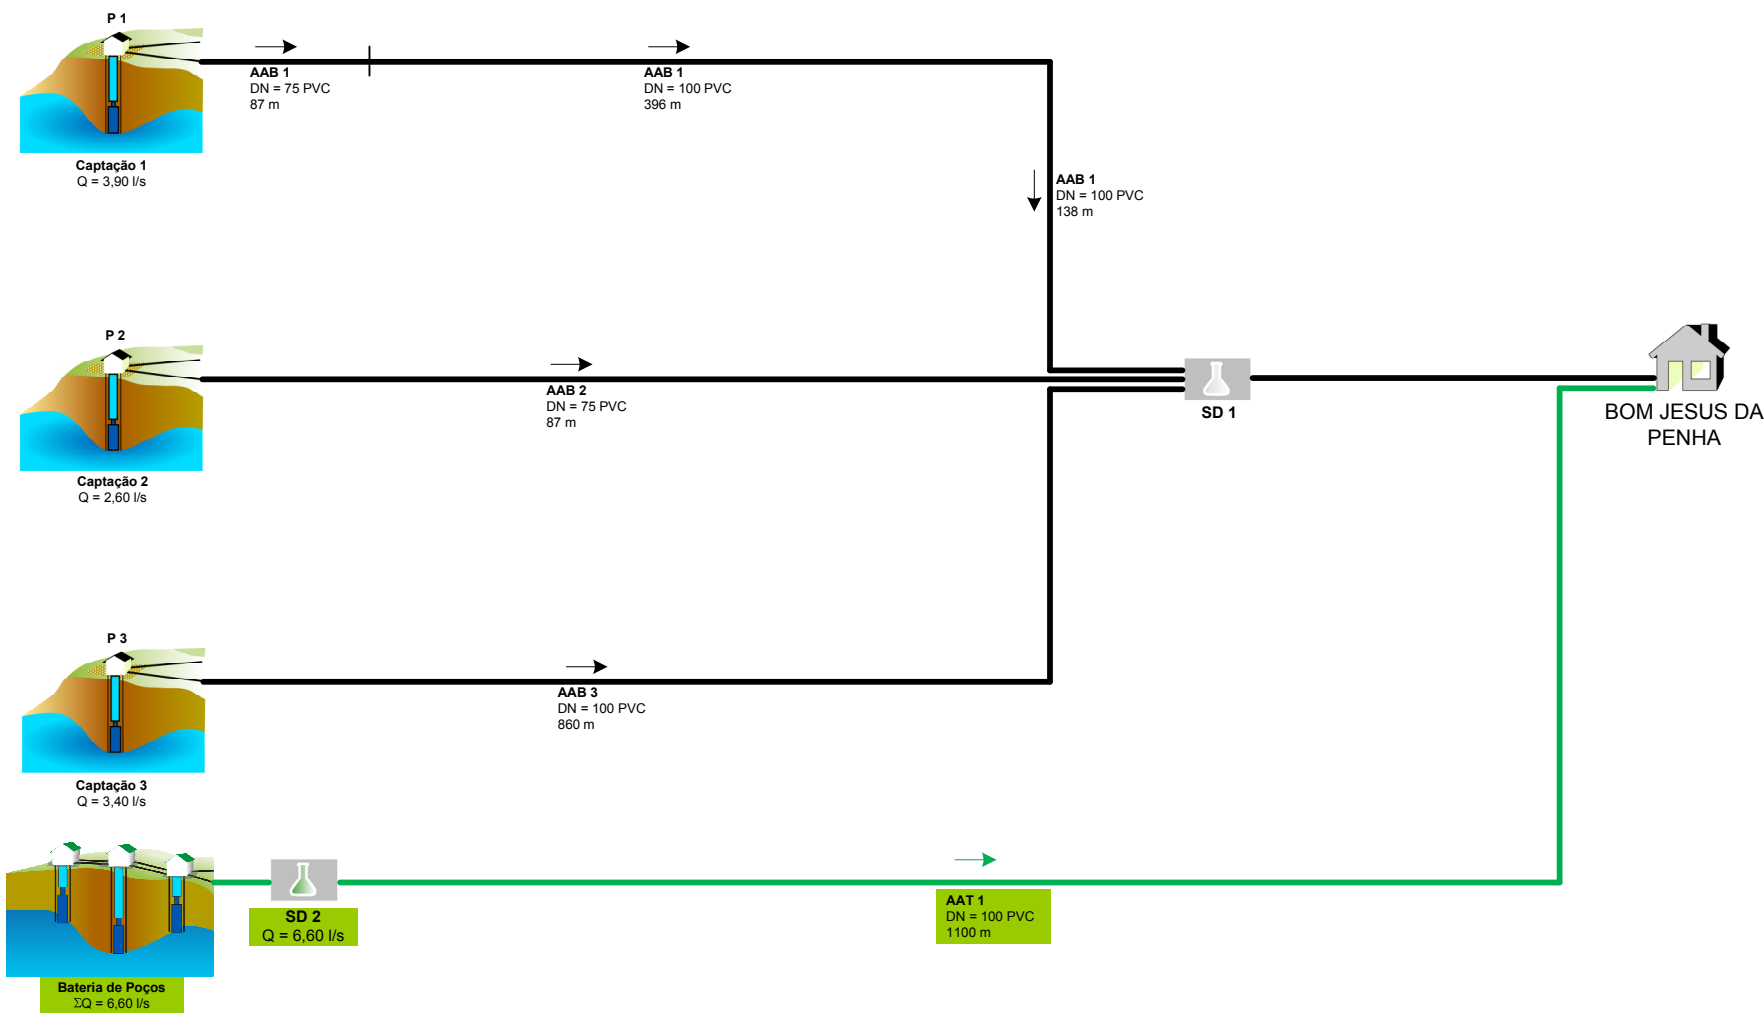 P 1
AAB 1
DN = 75 PVC
87 m
AAB 1
DN = 100 PVC
396 m
Captação 1
Q = 3,90 l/s
AAB 1
DN = 100 PVC
138 m
P 2
AAB 2
DN = 75 PVC
87 m
SD 1
BOM JESUS DA
PENHA
Captação 2
Q = 2,60 l/s
P 3
AAB 3
DN = 100 PVC
860 m
Captação 3
Q = 3,40 l/s
SD 2
Q = 6,60 l/s
AAT 1
DN = 100 PVC
1100 m
Bateria de Poços
ΣQ = 6,60 l/s